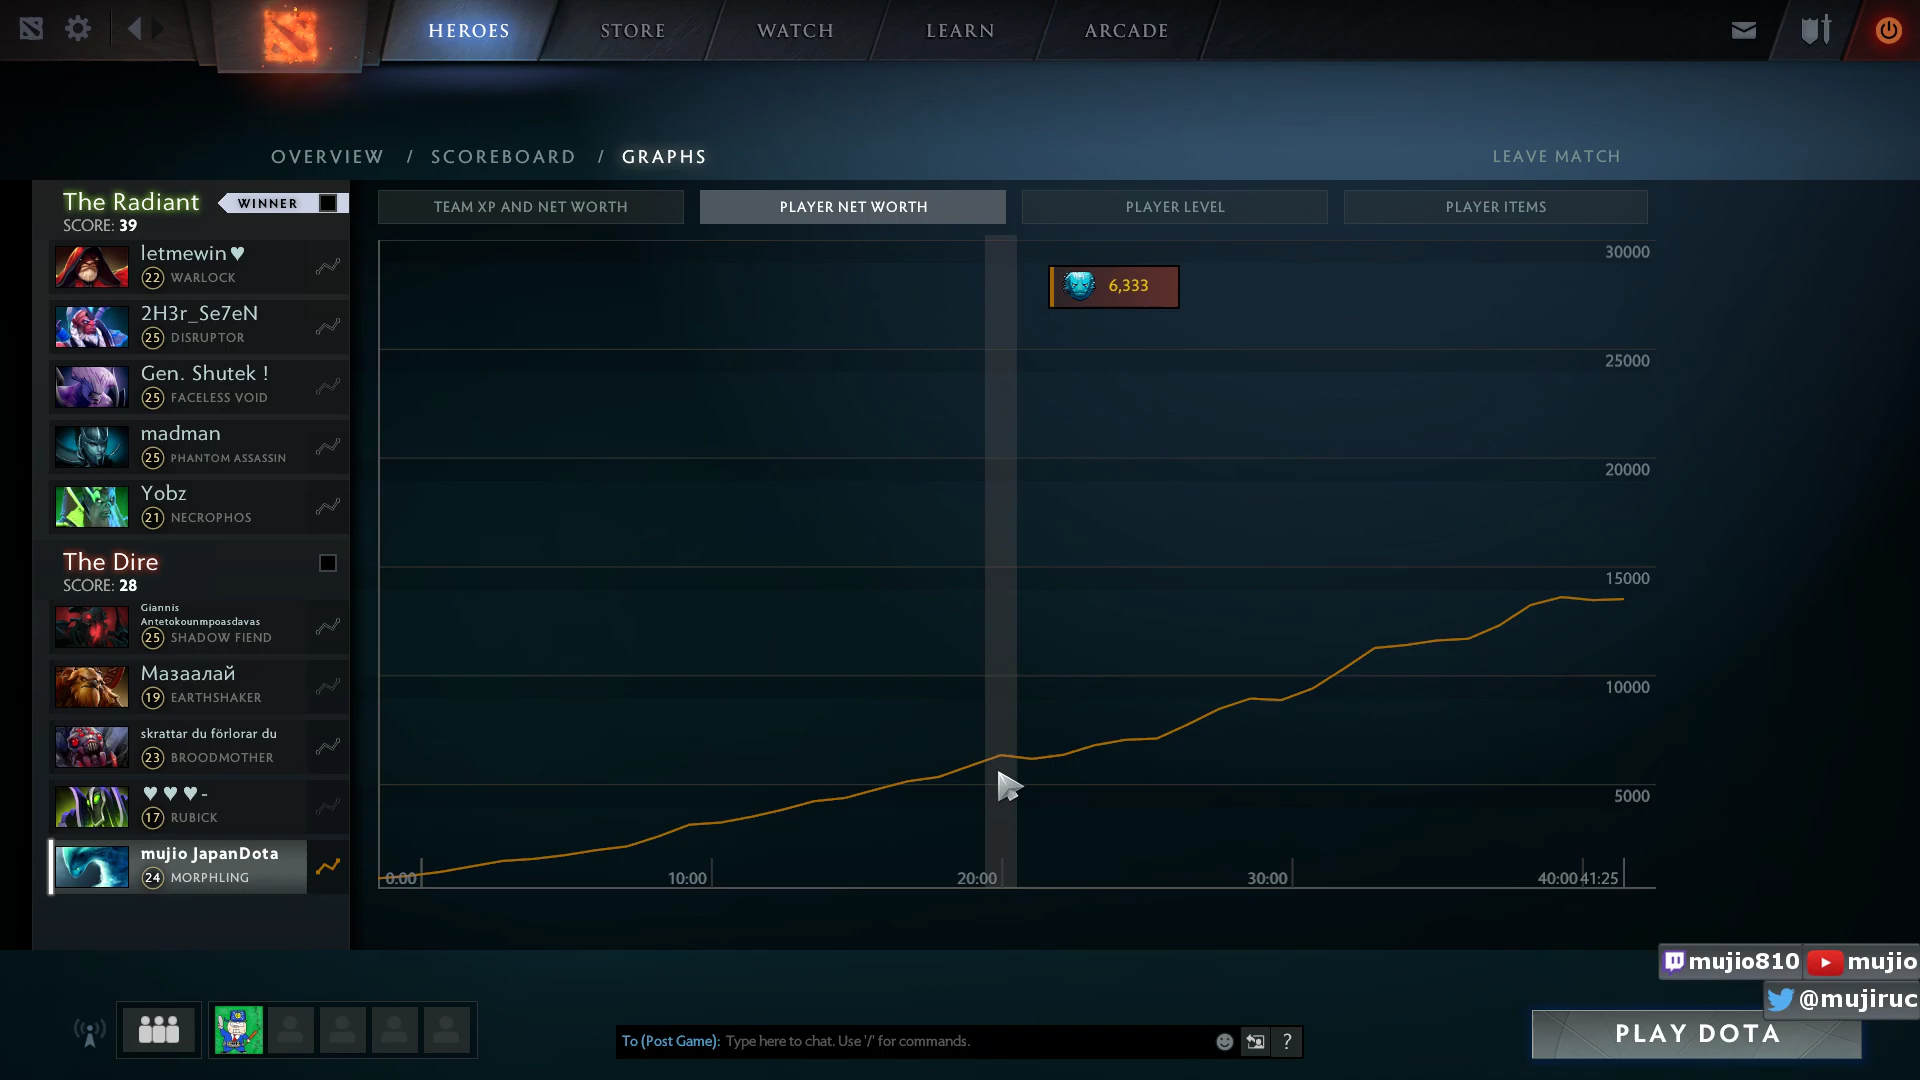 HEROES
STORE
WATCH
LEARN
ARCADE
OVERVIEW / SCOREBOARD / GRAPHS
LEAVE MATCH
The Radiant
WINNER
SCORE: 39
letmewin♥
22 WARLOCK
2H3r_Se7eN
25 DISRUPTOR
Gen. Shutek !
25 FACELESS VOID
madman
25 PHANTOM ASSASSIN
Yobz
21 NECROPHOS
The Dire
SCORE: 28
Giannis
Antetokounmpoasdavas
25 SHADOW FIEND
Мазаалай
19 EARTHSHAKER
skrattar du förlorar du
23 BROODMOTHER
♥ ♥ ♥ -
17 RUBICK
mujio JapanDota
24 MORPHLING
TEAM XP AND NET WORTH
PLAYER NET WORTH
PLAYER LEVEL
PLAYER ITEMS
6,333
30000
25000
20000
15000
10000
5000
0:00
10:00
20:00
30:00
40:00
41:25
mujio810
mujio
@mujiruc
To (Post Game): Type here to chat. Use '/' for commands.
?
PLAY DOTA